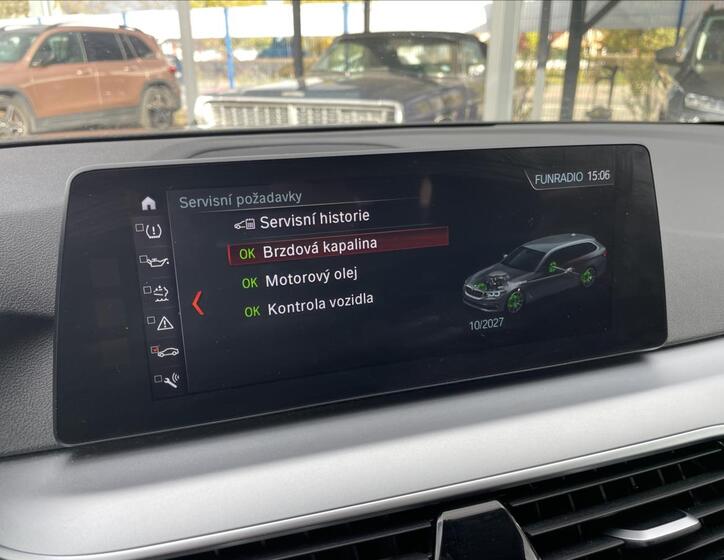 FUNRADIO 15:06
Servisní požadavky
Servisní historie
OK Brzdová kapalina
OK Motorový olej
OK Kontrola vozidla
10/2027